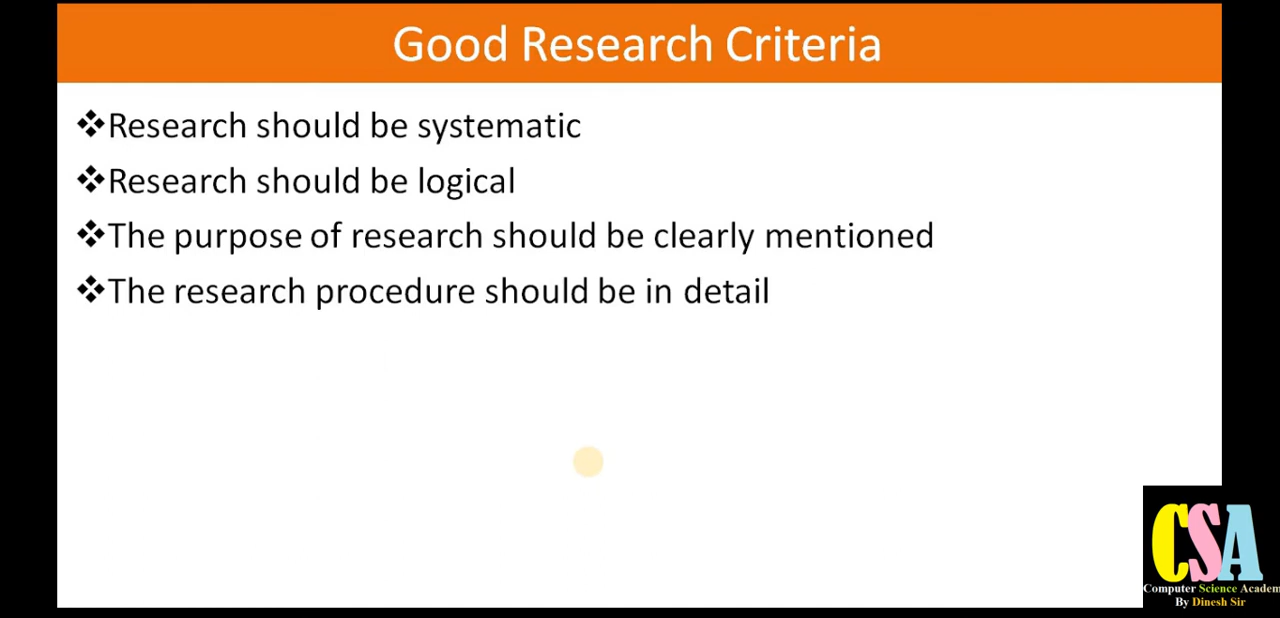 Good Research Criteria
❖Research should be systematic
❖Research should be logical
❖The purpose of research should be clearly mentioned
❖The research procedure should be in detail
CSA
Computer Science Academ
By Dinesh Sir